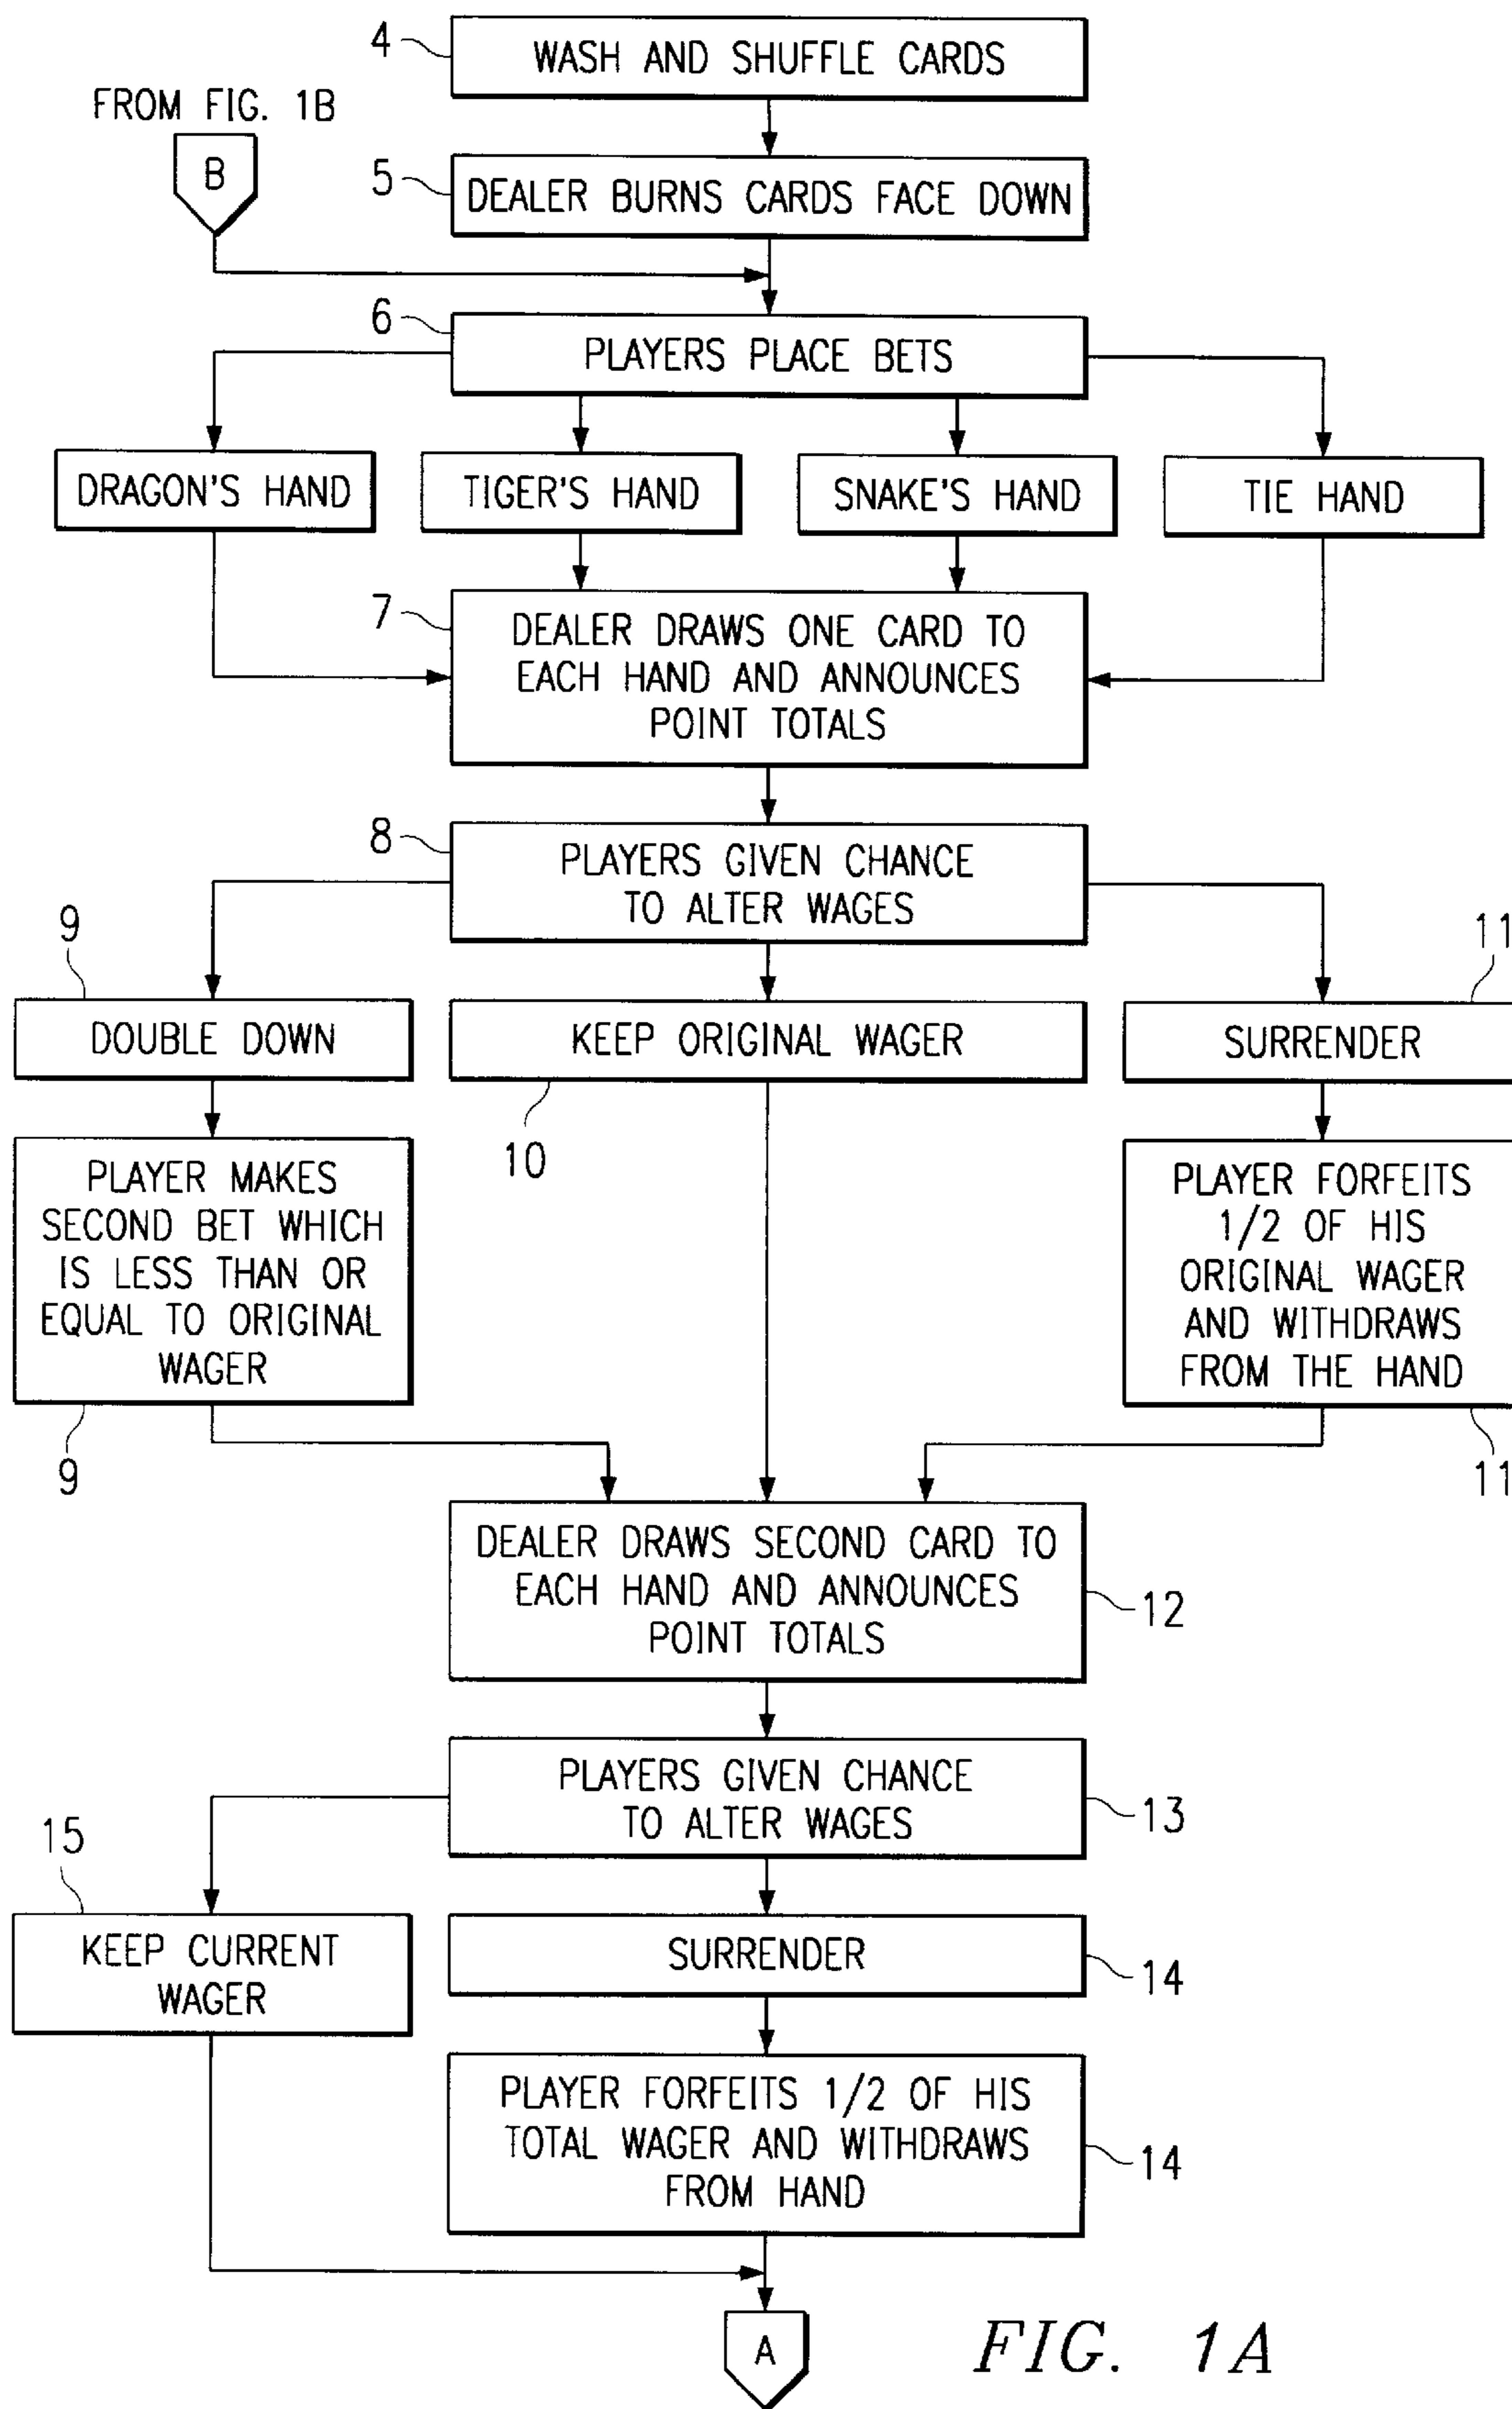 4
WASH AND SHUFFLE CARDS
FROM FIG. 1B
B
5
DEALER BURNS CARDS FACE DOWN
6
PLAYERS PLACE BETS
DRAGON'S HAND
TIGER'S HAND
SNAKE'S HAND
TIE HAND
7
DEALER DRAWS ONE CARD TO
EACH HAND AND ANNOUNCES
POINT TOTALS
8
PLAYERS GIVEN CHANCE
TO ALTER WAGES
9
DOUBLE DOWN
KEEP ORIGINAL WAGER
10
11
SURRENDER
PLAYER MAKES
SECOND BET WHICH
IS LESS THAN OR
EQUAL TO ORIGINAL
WAGER
9
PLAYER FORFEITS
1/2 OF HIS
ORIGINAL WAGER
AND WITHDRAWS
FROM THE HAND
11
DEALER DRAWS SECOND CARD TO
EACH HAND AND ANNOUNCES
POINT TOTALS
12
PLAYERS GIVEN CHANCE
TO ALTER WAGES
13
15
KEEP CURRENT
WAGER
SURRENDER
14
PLAYER FORFEITS 1/2 OF HIS
TOTAL WAGER AND WITHDRAWS
FROM HAND
14
A
FIG. 1A